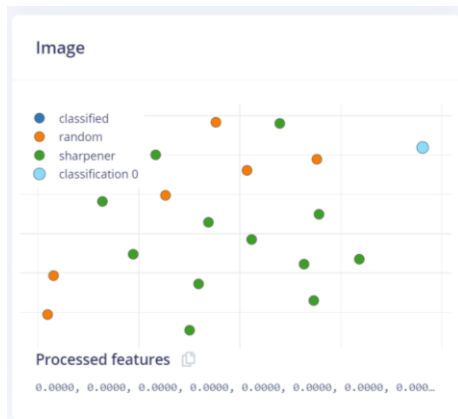 Image
classified
random
sharpener
classification 0
Processed features
0.0000, 0.0000, 0.0000, 0.0000, 0.0000, 0.0000, 0.0000, 0.000…